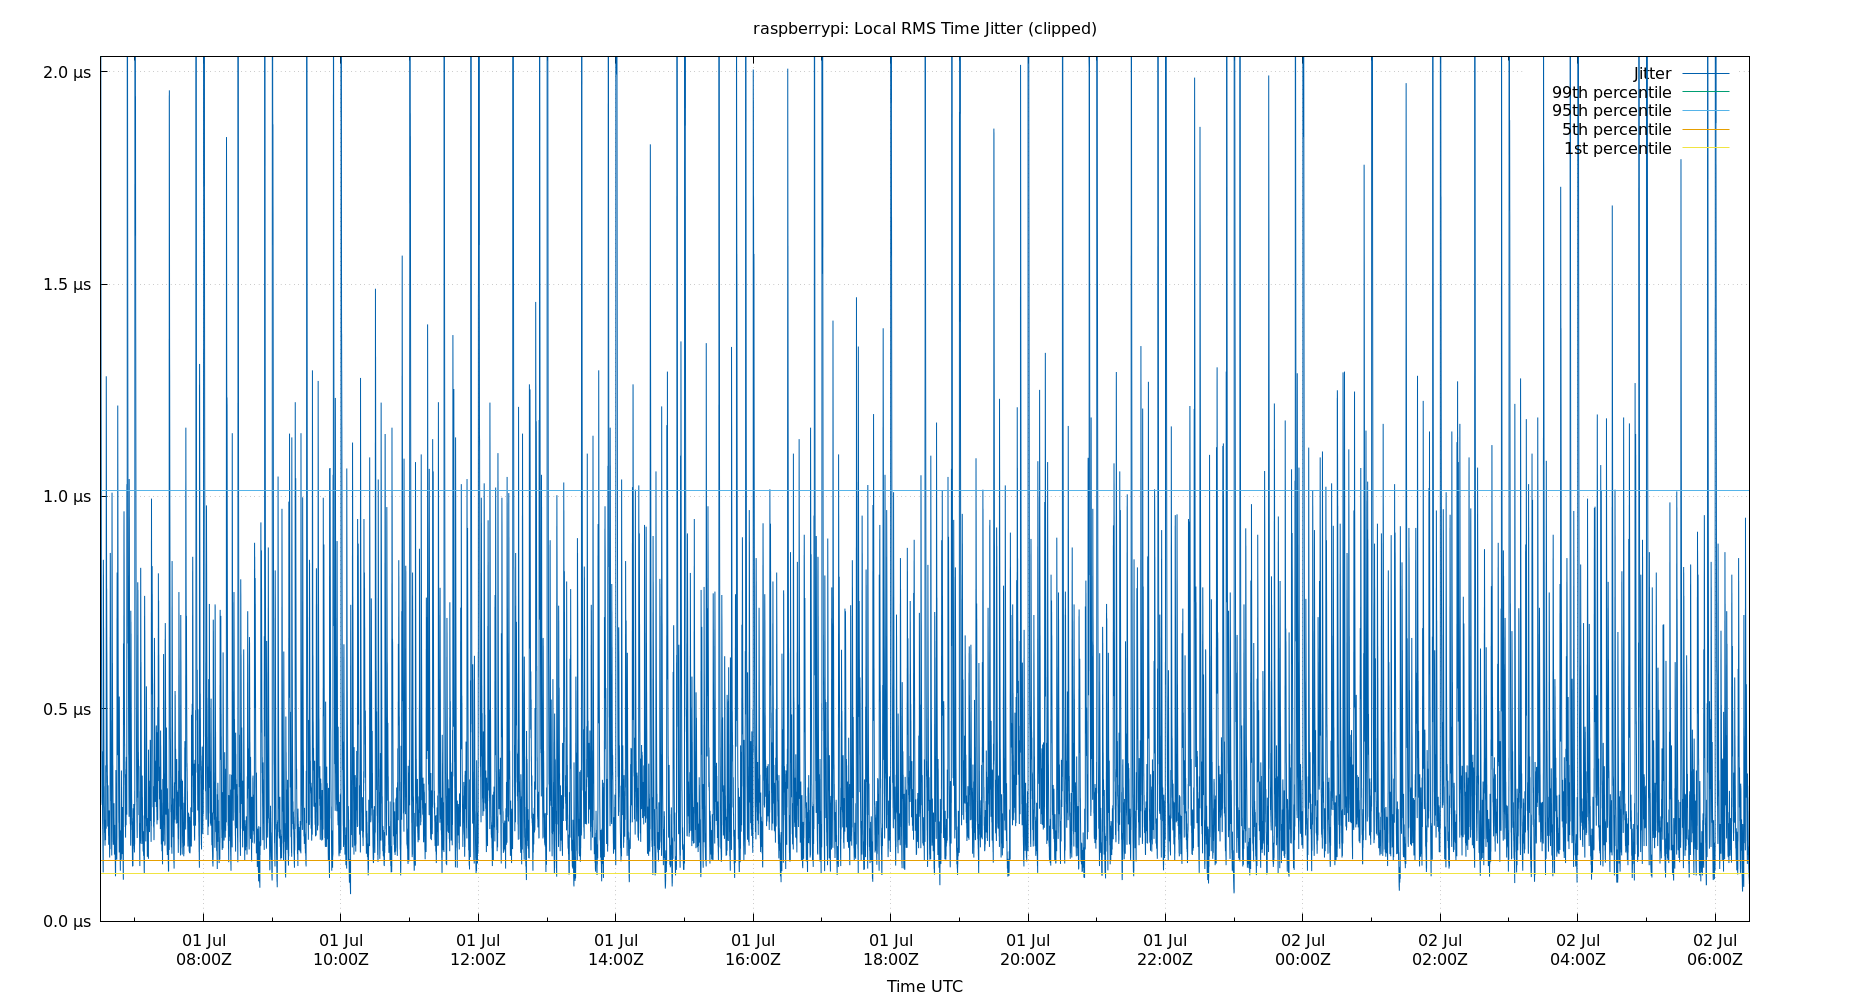 raspberrypi: Local RMS Time Jitter (clipped)
2.0 µs
1.5 µs
1.0 µs
0.5 µs
0.0 µs
Jitter
99th percentile
95th percentile
5th percentile
1st percentile
01 Jul
08:00Z
01 Jul
10:00Z
01 Jul
12:00Z
01 Jul
14:00Z
01 Jul
16:00Z
01 Jul
18:00Z
01 Jul
20:00Z
01 Jul
22:00Z
02 Jul
00:00Z
02 Jul
02:00Z
02 Jul
04:00Z
02 Jul
06:00Z
Time UTC